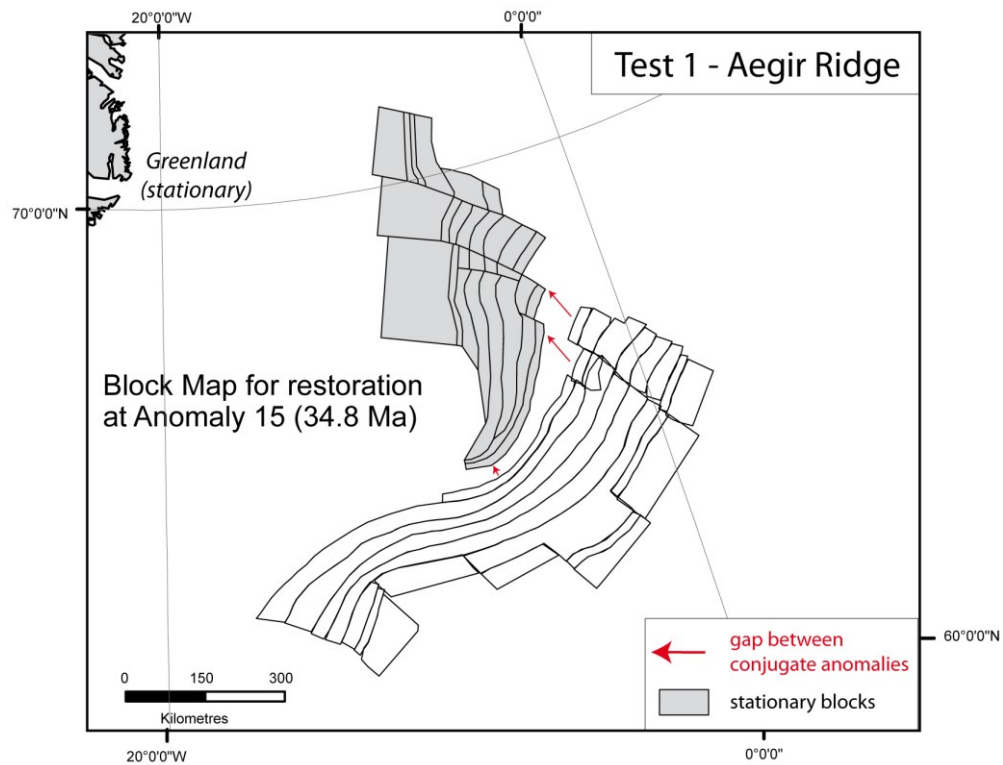 20°0'0"W
0°0'0"
Test 1 - Aegir Ridge
Greenland
(stationary)
70°0'0"N
Block Map for restoration
at Anomaly 15 (34.8 Ma)
gap between
conjugate anomalies
stationary blocks
60°0'0"N
0 150 300
Kilometres
20°0'0"W
0°0'0"